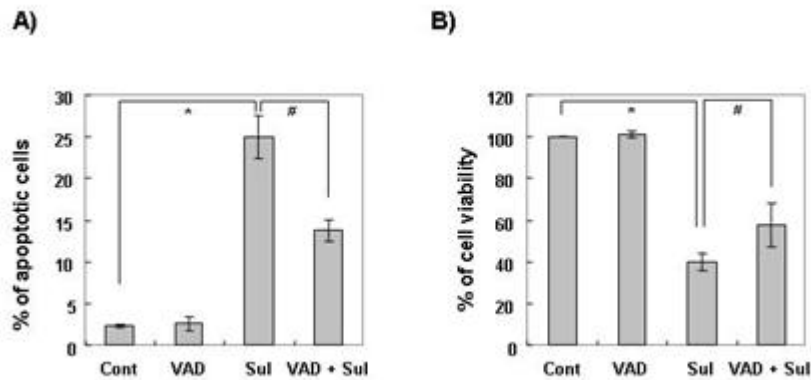 A)
% of apoptotic cells
30
25
20
15
10
5
0
* #
Cont VAD Sul VAD + Sul
B)
% of cell viability
120
100
80
60
40
20
0
* #
Cont VAD Sul VAD + Sul